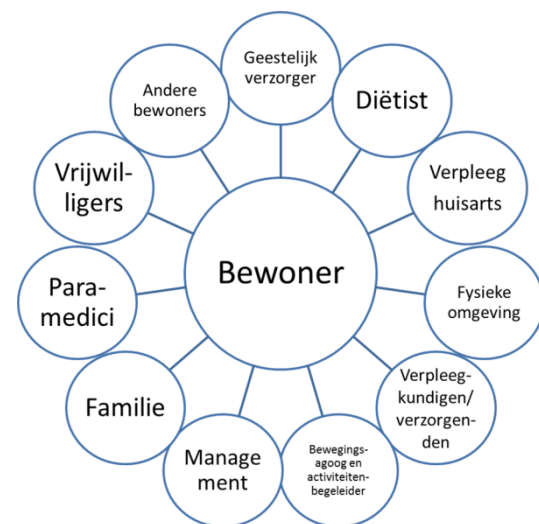 Geestelijk
verzorger
Diëtist
Verpleeg
huisarts
Fysieke
omgeving
Verpleeg-
kundigen/
verzorgen-
den
Bewegings-
agoog en
activiteiten-
begeleider
Manage
ment
Familie
Para-
medici
Vrijwil-
ligers
Andere
bewoners
Bewoner